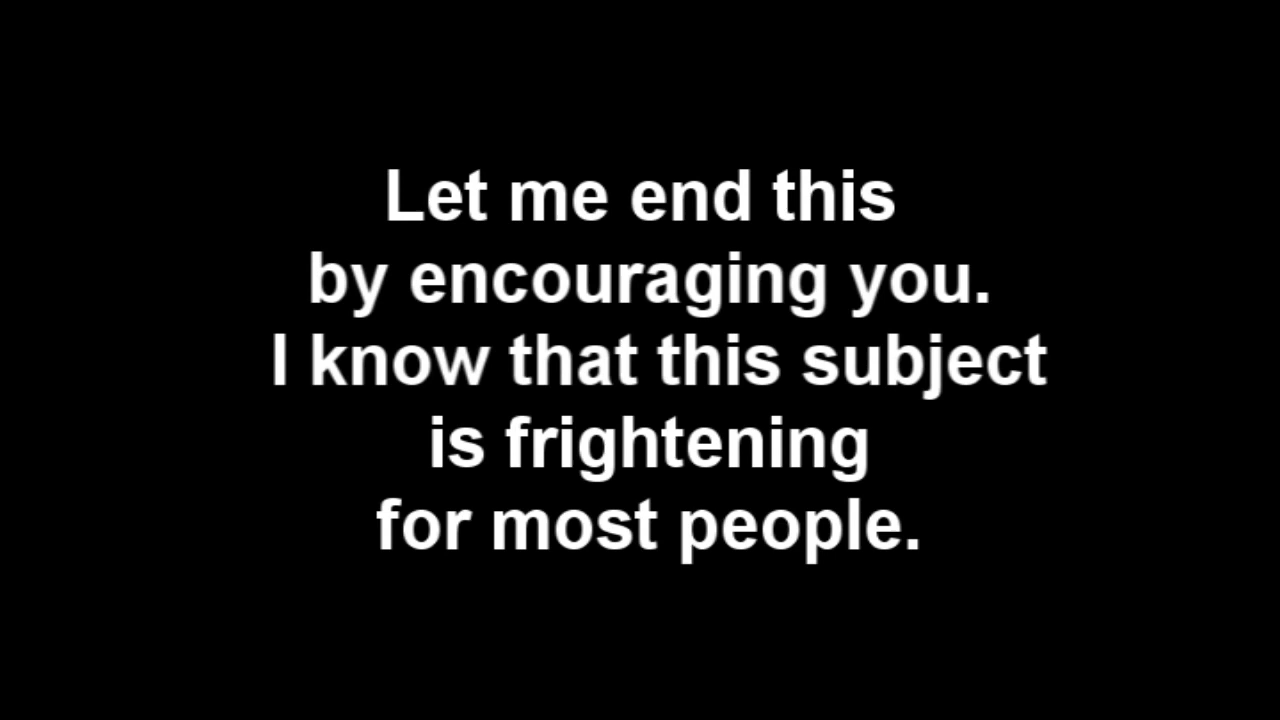 Let me end this
by encouraging you.
I know that this subject
is frightening
for most people.